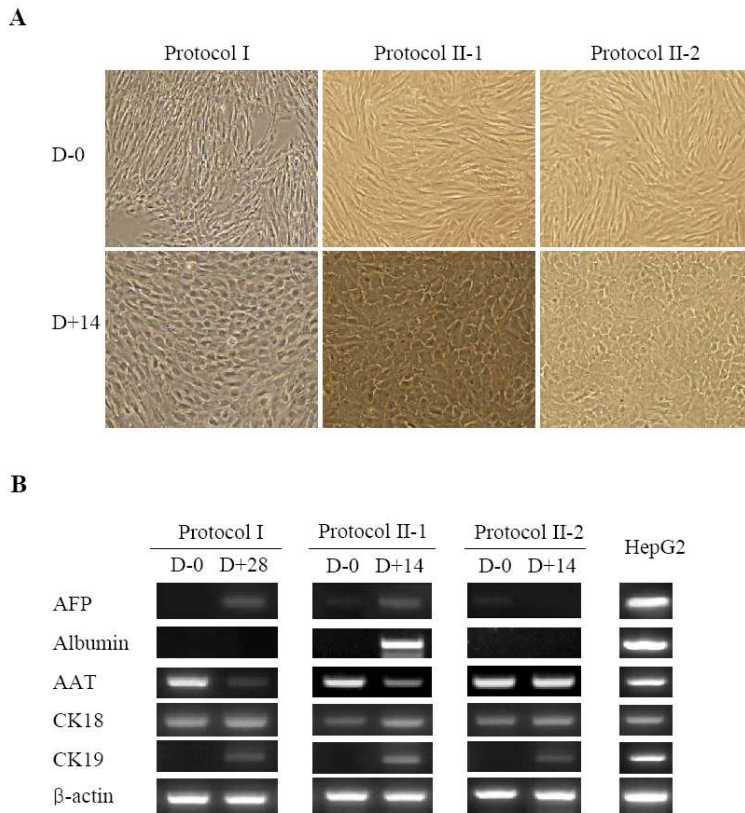 A
Protocol I Protocol II-1 Protocol II-2
D-0
D+14
B
Protocol I Protocol II-1 Protocol II-2 HepG2
D-0 D+28 D-0 D+14 D-0 D+14
AFP
Albumin
AAT
CK18
CK19
β-actin